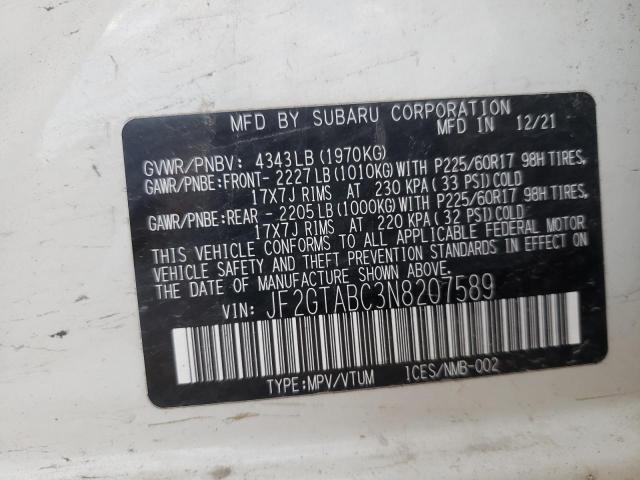 MFD BY SUBARU CORPORATION
MFD IN 12/21
GVWR/PNBV: 4343LB(1970KG)
GAWR/PNBE:FRONT- 2227LB(1010KG)WITH P225/60R17 98H TIRES,
17X7J RIMS AT 230 KPA(33 PSI)COLD
GAWR/PNBE:REAR - 2205LB(1000KG)WITH P225/60R17 98H TIRES,
17X7J RIMS AT 220 KPA(32 PSI)COLD
THIS VEHICLE CONFORMS TO ALL APPLICABLE FEDERAL MOTOR
VEHICLE SAFETY AND THEFT PREVENTION STANDARDS IN EFFECT ON
THE DATE OF MANUFACTURE SHOWN ABOVE.
VIN: JF2GTABC3N8207589
TYPE:MPV/VTUM ICES/NMB-002